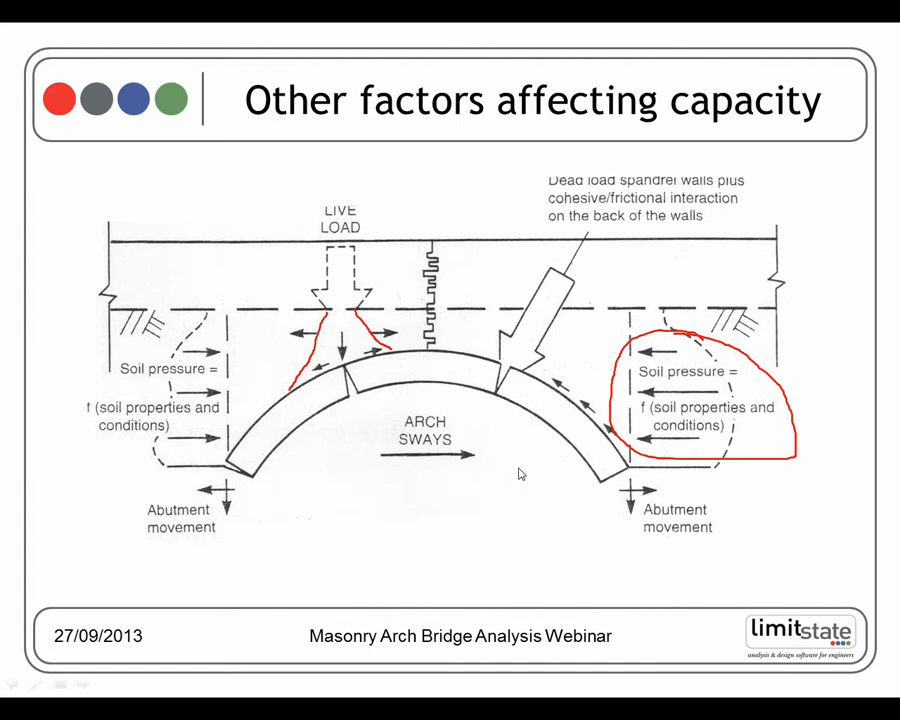 Other factors affecting capacity
Dead load spandrel walls plus
cohesive/frictional interaction
on the back of the walls
LIVE
LOAD
Soil pressure =
f (soil properties and
conditions)
Soil pressure =
f (soil properties and
conditions)
ARCH
SWAYS
Abutment
movement
Abutment
movement
27/09/2013
Masonry Arch Bridge Analysis Webinar
limitstate
analysis & design software for engineers